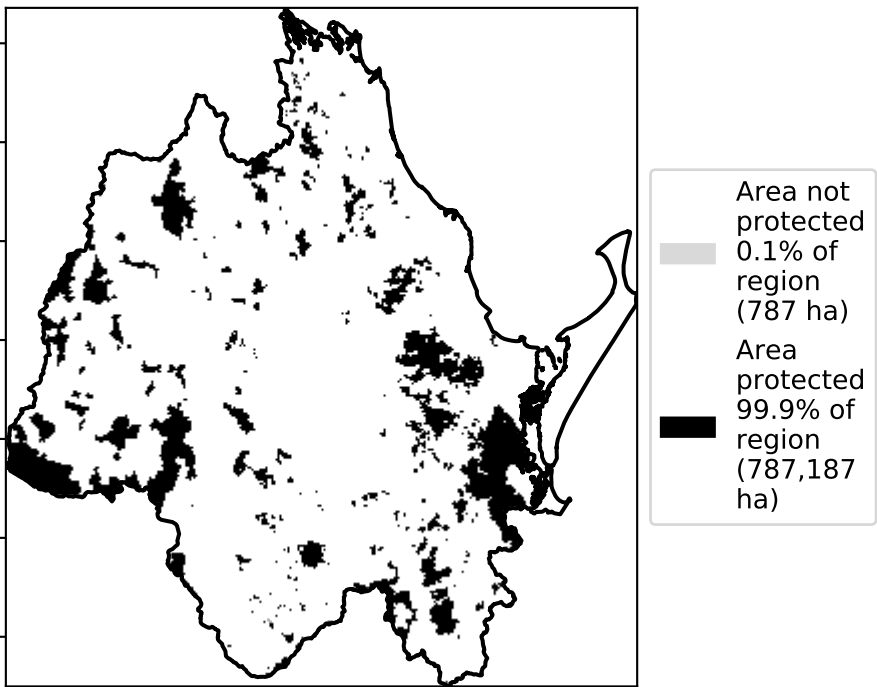 Area not
protected
0.1% of
region
(787 ha)
Area
protected
99.9% of
region
(787,187
ha)